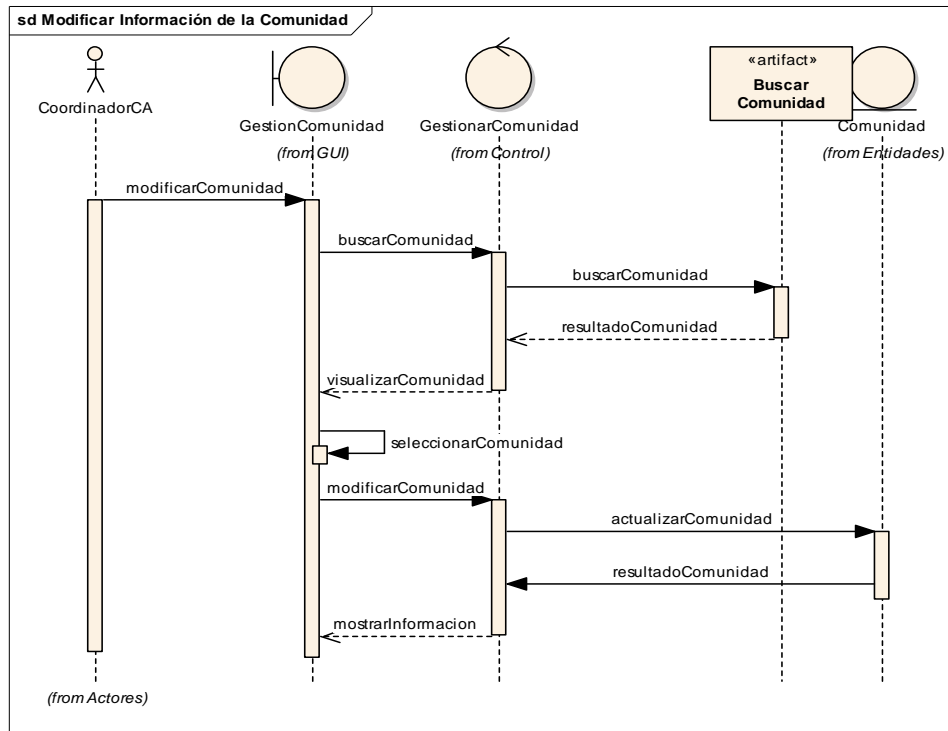 sd Modificar Información de la Comunidad
CoordinadorCA
GestionComunidad
(from GUI)
GestionarComunidad
(from Control)
«artifact»
Buscar
Comunidad
Comunidad
(from Entidades)
modificarComunidad
buscarComunidad
buscarComunidad
resultadoComunidad
visualizarComunidad
seleccionarComunidad
modificarComunidad
actualizarComunidad
resultadoComunidad
mostrarInformacion
(from Actores)